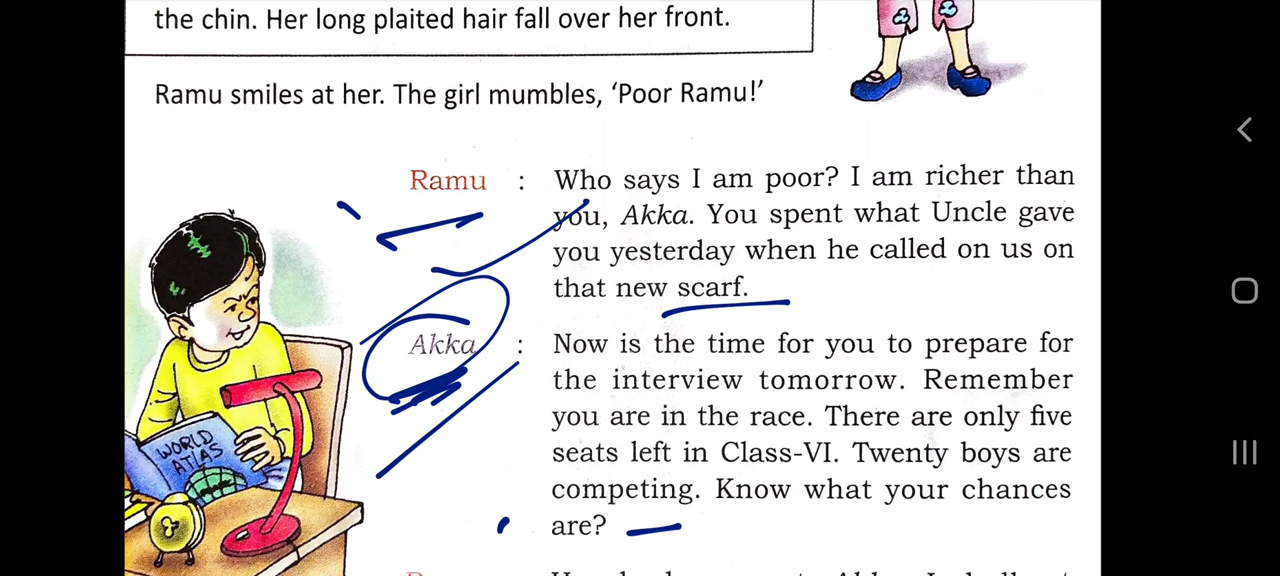 the chin. Her long plaited hair fall over her front.
Ramu smiles at her. The girl mumbles, ‘Poor Ramu!’
Ramu : Who says I am poor? I am richer than
you, Akka. You spent what Uncle gave
you yesterday when he called on us on
that new scarf.
Akka : Now is the time for you to prepare for
the interview tomorrow. Remember
you are in the race. There are only five
seats left in Class-VI. Twenty boys are
competing. Know what your chances
are?
WORLD
ATLAS